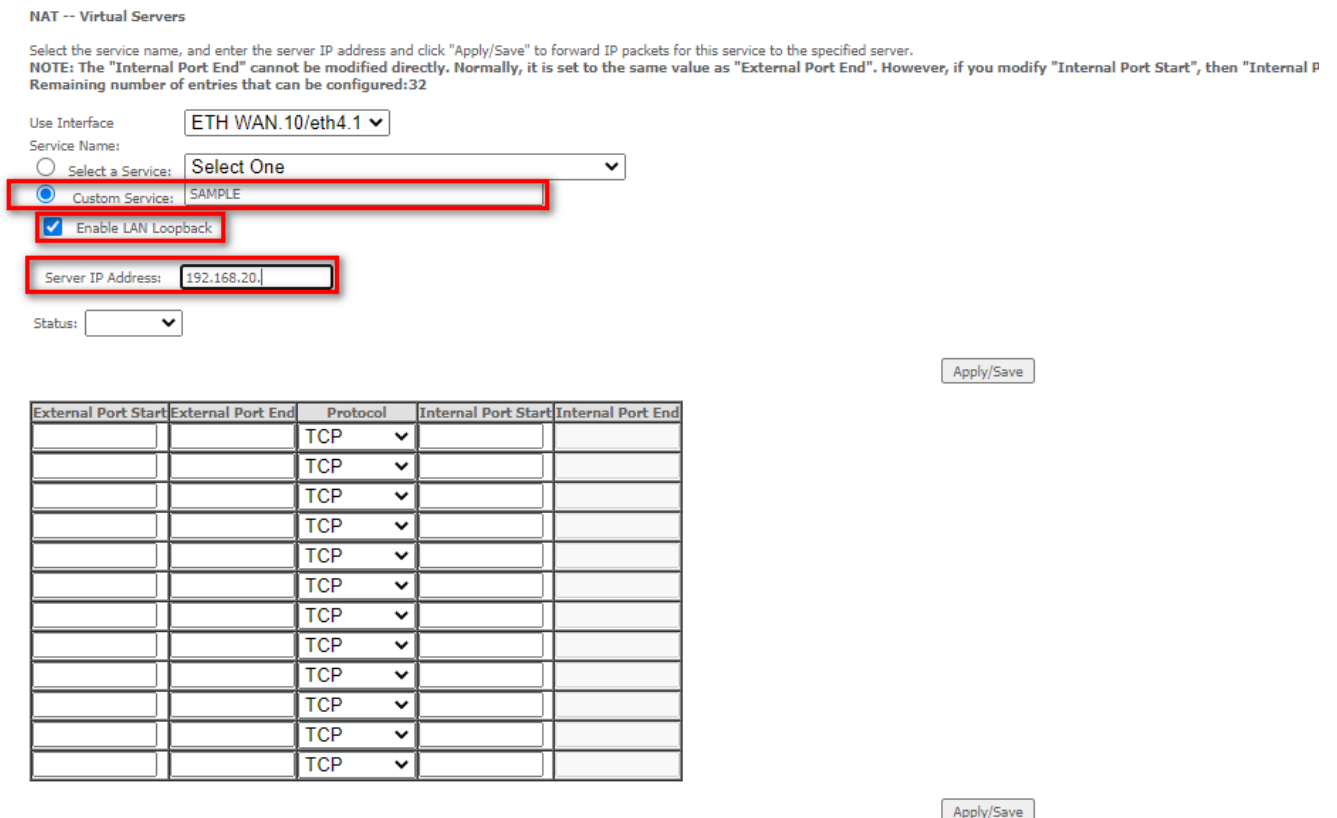 NAT -- Virtual Servers
Select the service name, and enter the server IP address and click "Apply/Save" to forward IP packets for this service to the specified server.
NOTE: The "Internal Port End" cannot be modified directly. Normally, it is set to the same value as "External Port End". However, if you modify "Internal Port Start", then "Internal P
Remaining number of entries that can be configured:32
Use Interface ETH WAN.10/eth4.1
Service Name:
Select a Service: Select One
Custom Service: SAMPLE
Enable LAN Loopback
Server IP Address: 192.168.20.
Status:
Apply/Save
External Port Start External Port End Protocol Internal Port Start Internal Port End
TCP
TCP
TCP
TCP
TCP
TCP
TCP
TCP
TCP
TCP
TCP
TCP
Apply/Save